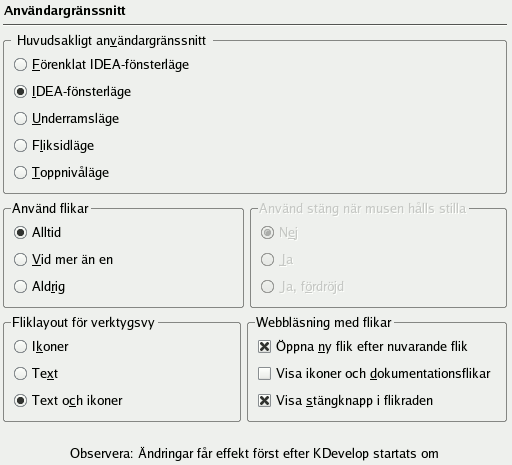 Användargränssnitt
Huvudsakligt användargränssnitt
Förenklat IDEA-fönsterläge
IDEA-fönsterläge
Underramsläge
Fliksidläge
Toppnivåläge
Använd flikar
Alltid
Vid mer än en
Aldrig
Använd stäng när musen hålls stilla
Nej
Ja
Ja, fördröjd
Fliklayout för verktygsvy
Ikoner
Text
Text och ikoner
Webbläsning med flikar
Öppna ny flik efter nuvarande flik
Visa ikoner och dokumentationsflikar
Visa stängknapp i flikraden
Observera: Ändringar får effekt först efter KDevelop startats om